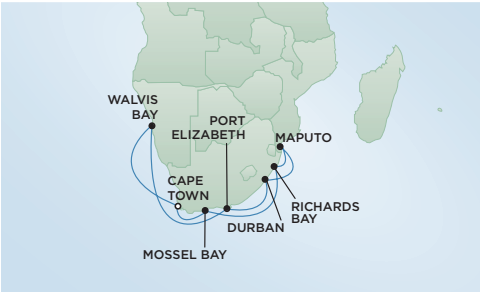 WALVIS
BAY
PORT
ELIZABETH
MAPUTO
CAPE
TOWN
RICHARDS
BAY
DURBAN
MOSSEL BAY